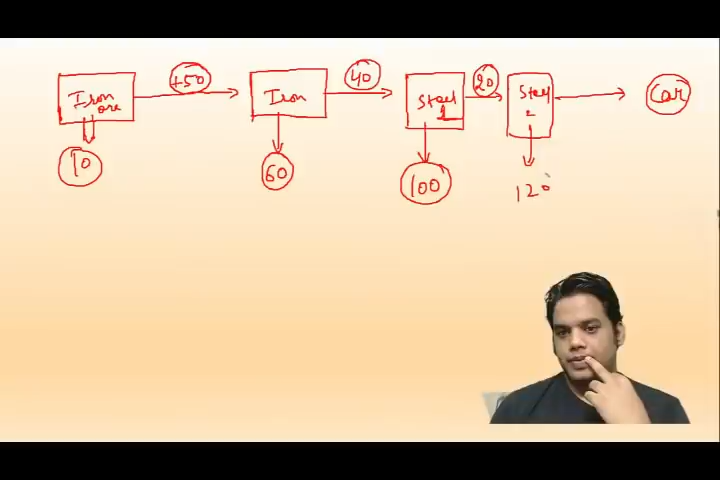 Iron ore
+50
Iron
40
Steel 1
20
Steel 2
Car
10
60
100
120